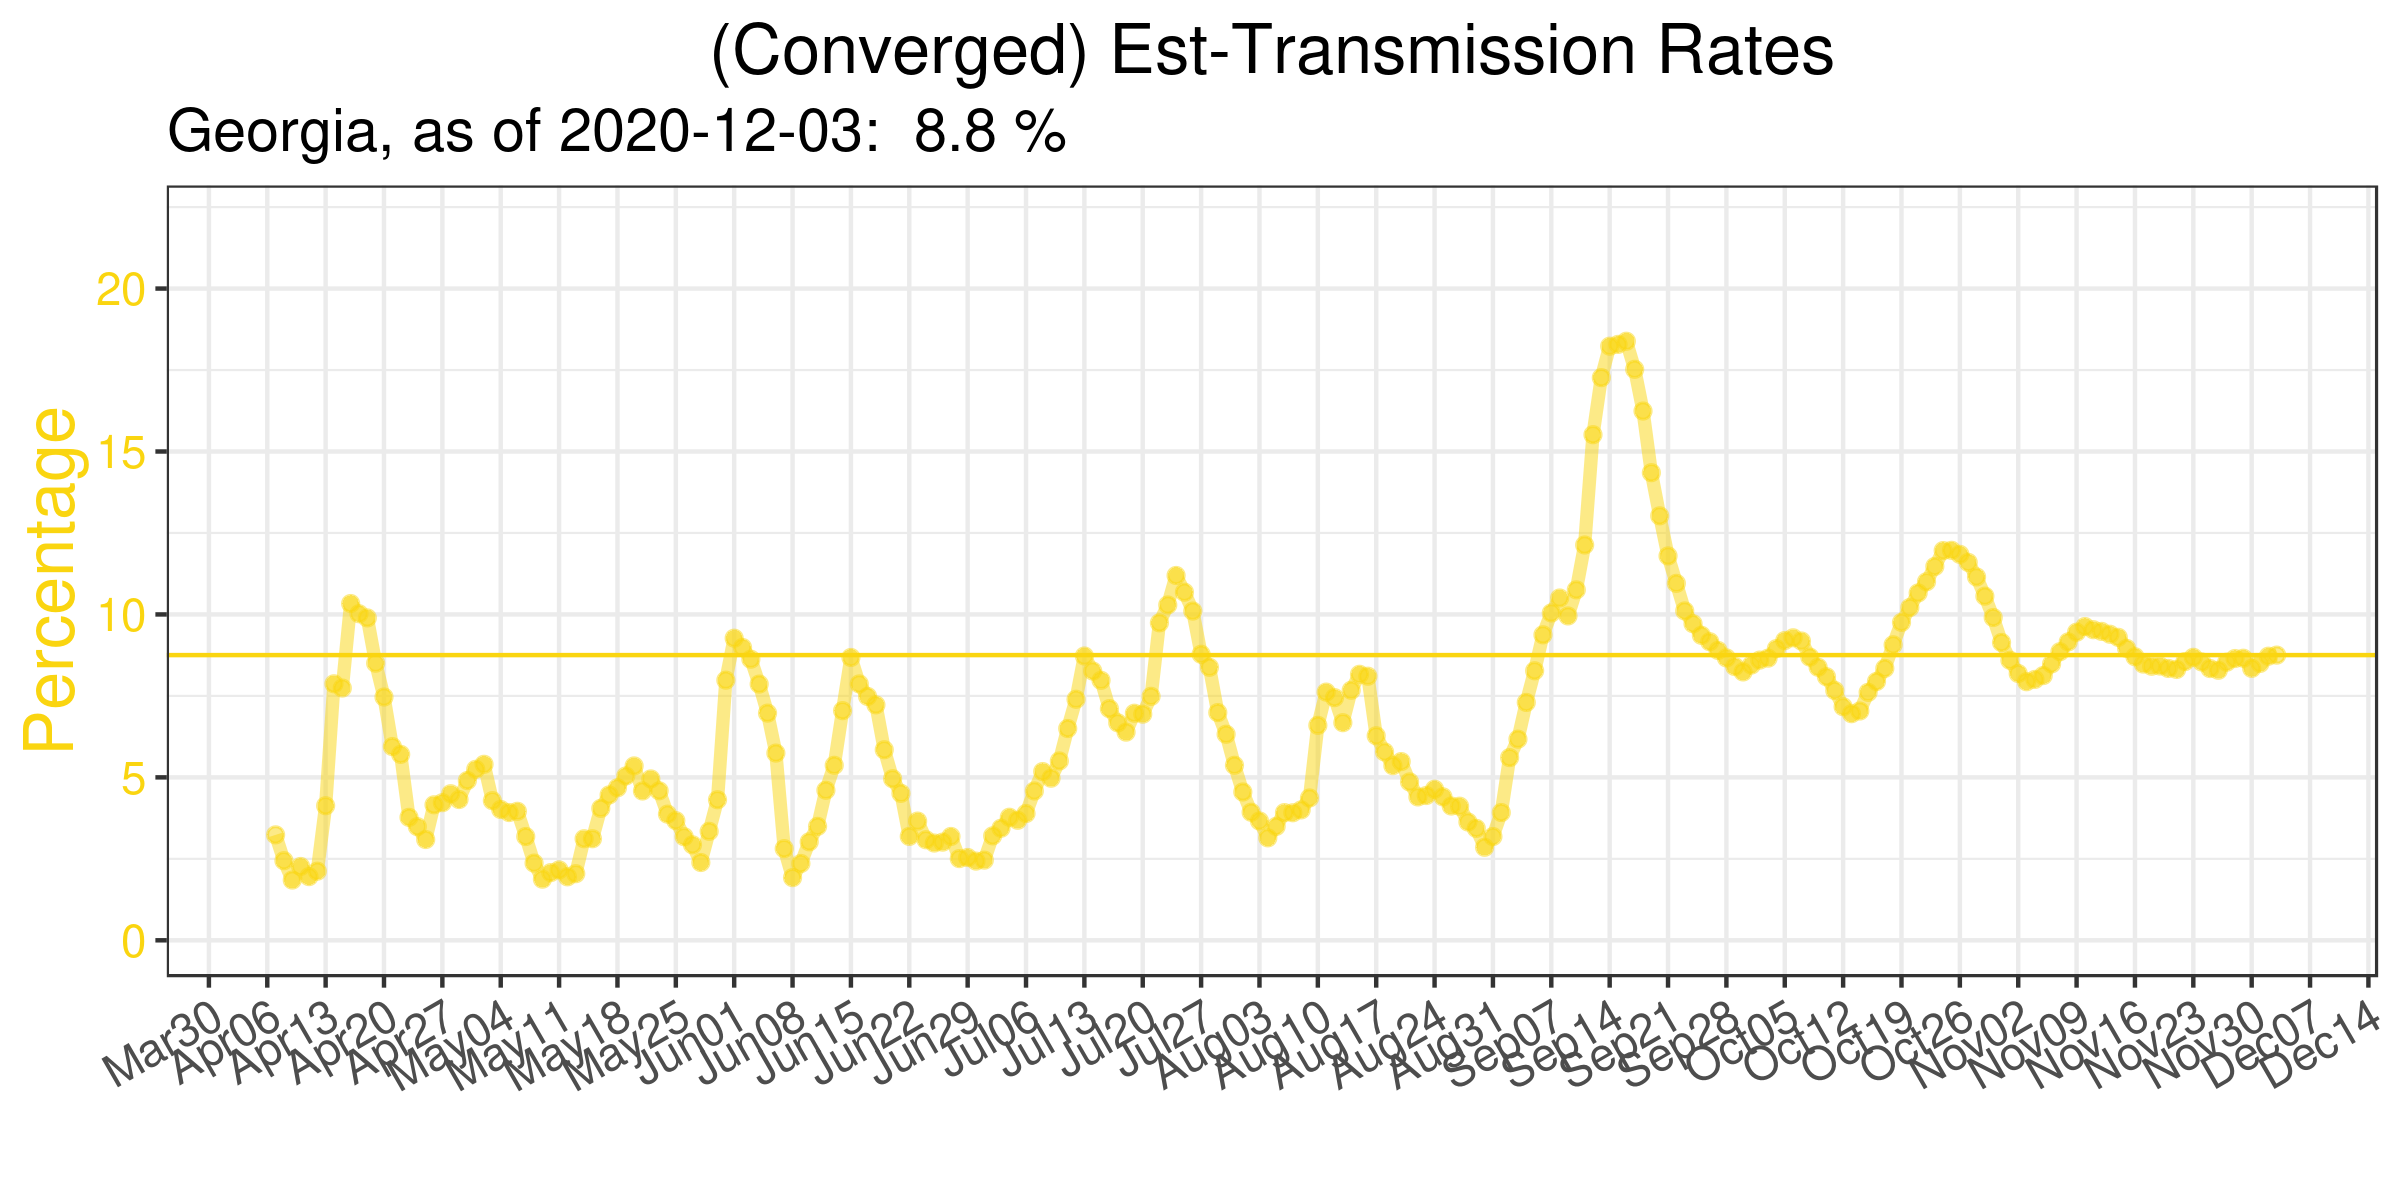 (Converged) Est-Transmission Rates
Georgia, as of 2020-12-03:  8.8 %
Percentage
20
15
10
5
0
Mar30
Apr06
Apr13
Apr20
Apr27
May04
May11
May18
May25
Jun01
Jun08
Jun15
Jun22
Jun29
Jul06
Jul13
Jul20
Jul27
Aug03
Aug10
Aug17
Aug24
Aug31
Sep07
Sep14
Sep21
Sep28
Oct05
Oct12
Oct19
Oct26
Nov02
Nov09
Nov16
Nov23
Nov30
Dec07
Dec14